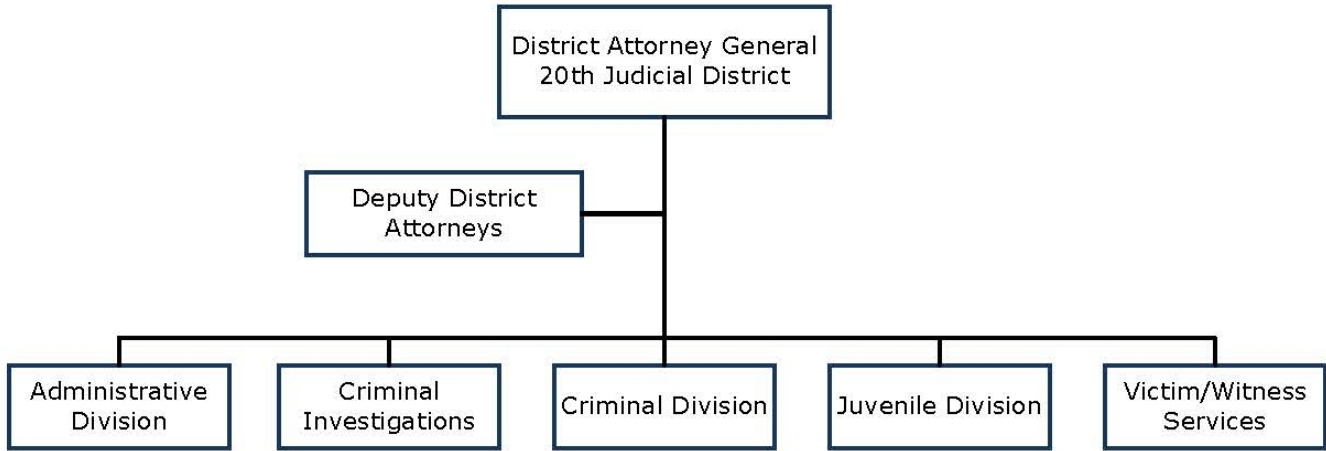 District Attorney General
20th Judicial District
Deputy District
Attorneys
Administrative
Division
Criminal
Investigations
Criminal Division
Juvenile Division
Victim/Witness
Services